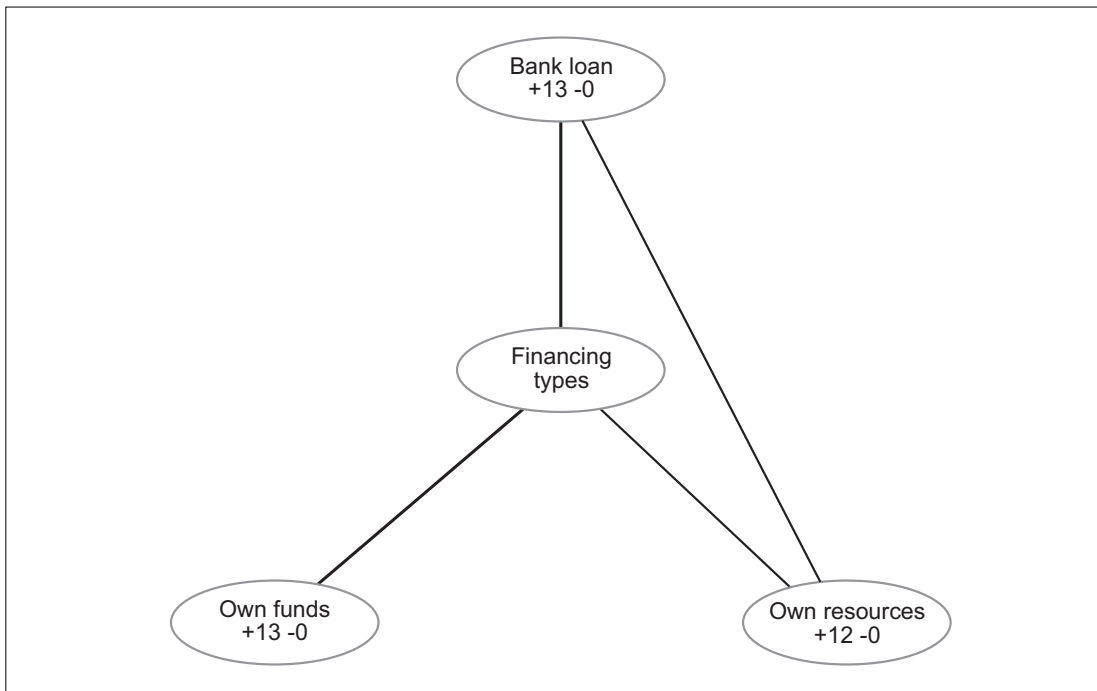 Bank loan
+13 -0
Financing
types
Own funds
+13 -0
Own resources
+12 -0